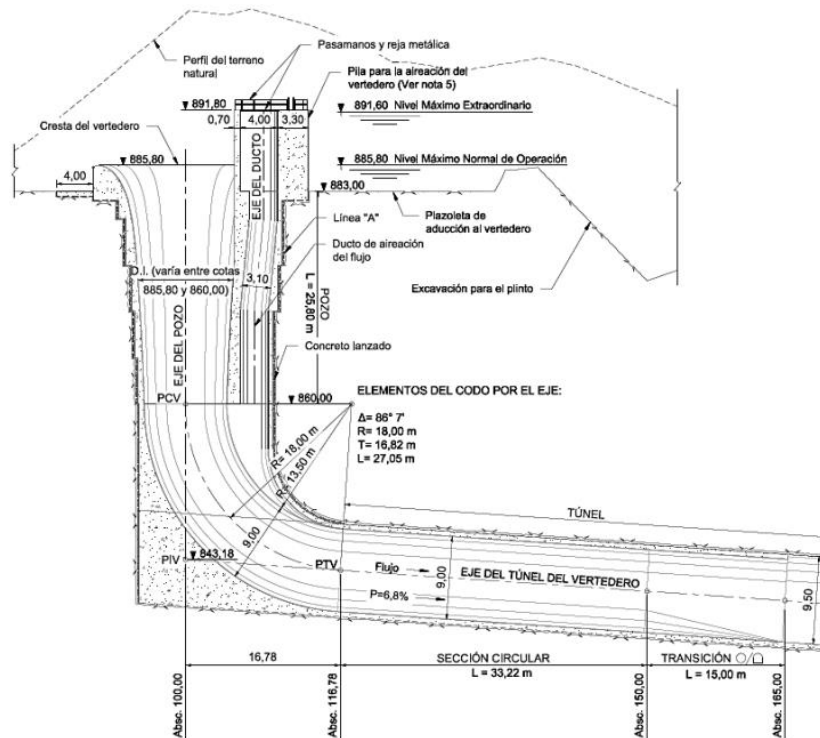 Perfil del terreno
natural
Pasamanos y reja metálica
Pila para la aireación del
vertedero (Ver nota 5)
891,80
891,60 Nivel Máximo Extraordinario
0,70
4,00
3,30
Cresta del vertedero
885,80
885,80 Nivel Máximo Normal de Operación
4,00
883,00
EJE DEL DUCTO
Línea "A"
Plazoleta de
aducción al vertedero
Ducto de aireación
del flujo
D.I. (varía entre cotas
885,80 y 860,00)
3,10
POZO
L = 25,80 m
Excavación para el plinto
EJE DEL POZO
Concreto lanzado
PCV
860,00
ELEMENTOS DEL CODO POR EL EJE:
Δ= 86° 7'
R= 18,00 m
T= 16,82 m
L= 27,05 m
R= 18,00 m
R= 13,50 m
TÚNEL
9,00
PIV
843,18
PTV
Flujo
9,00
EJE DEL TÚNEL DEL VERTEDERO
P=6,8%
9,50
16,78
SECCIÓN CIRCULAR
L = 33,22 m
TRANSICIÓN
L = 15,00 m
Absc. 100,00
Absc. 116,78
Absc. 150,00
Absc. 165,00